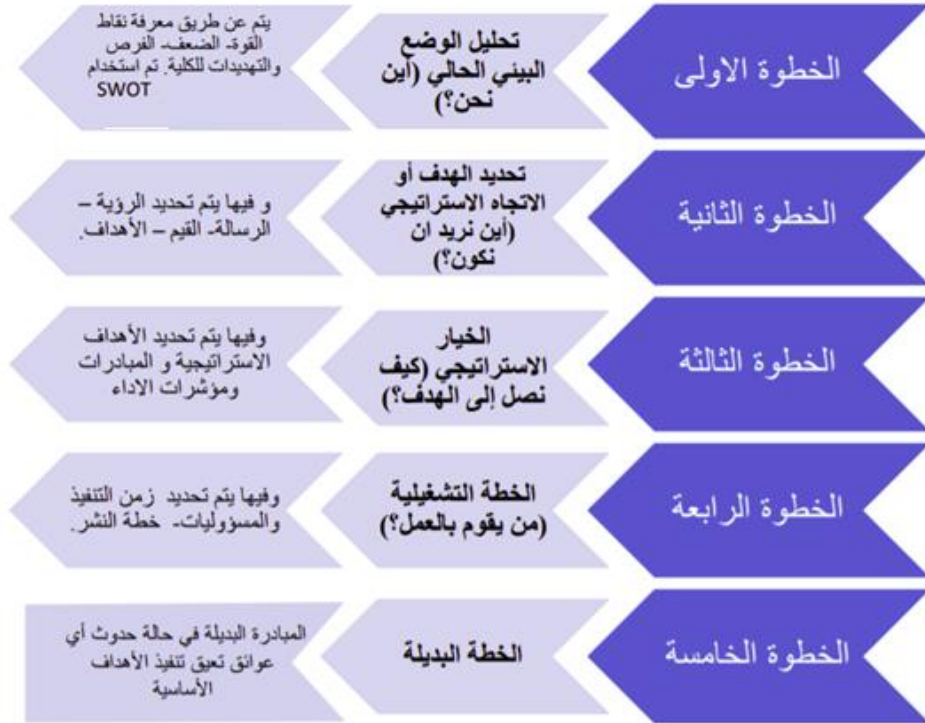 الخطوة الاولى
تحليل الوضع
البيئي الحالي (أين
نحن؟)
يتم عن طريق معرفة نقاط
القوة- الضعف- الفرص
والتهديدات للكلية. تم استخدام
SWOT
الخطوة الثانية
تحديد الهدف أو
الاتجاه الاستراتيجي
(أين نريد ان
نكون؟)
و فيها يتم تحديد الرؤية –
الرسالة- القيم – الأهداف.
الخطوة الثالثة
الخيار
الاستراتيجي (كيف
نصل إلى الهدف؟)
وفيها يتم تحديد الأهداف
الاستراتيجية و المبادرات
ومؤشرات الاداء
الخطوة الرابعة
الخطة التشغيلية
(من يقوم بالعمل؟)
وفيها يتم تحديد زمن التنفيذ
والمسؤوليات- خطة النشر.
الخطوة الخامسة
الخطة البديلة
المبادرة البديلة في حالة حدوث أي
عوائق تعيق تنفيذ الأهداف
الأساسية